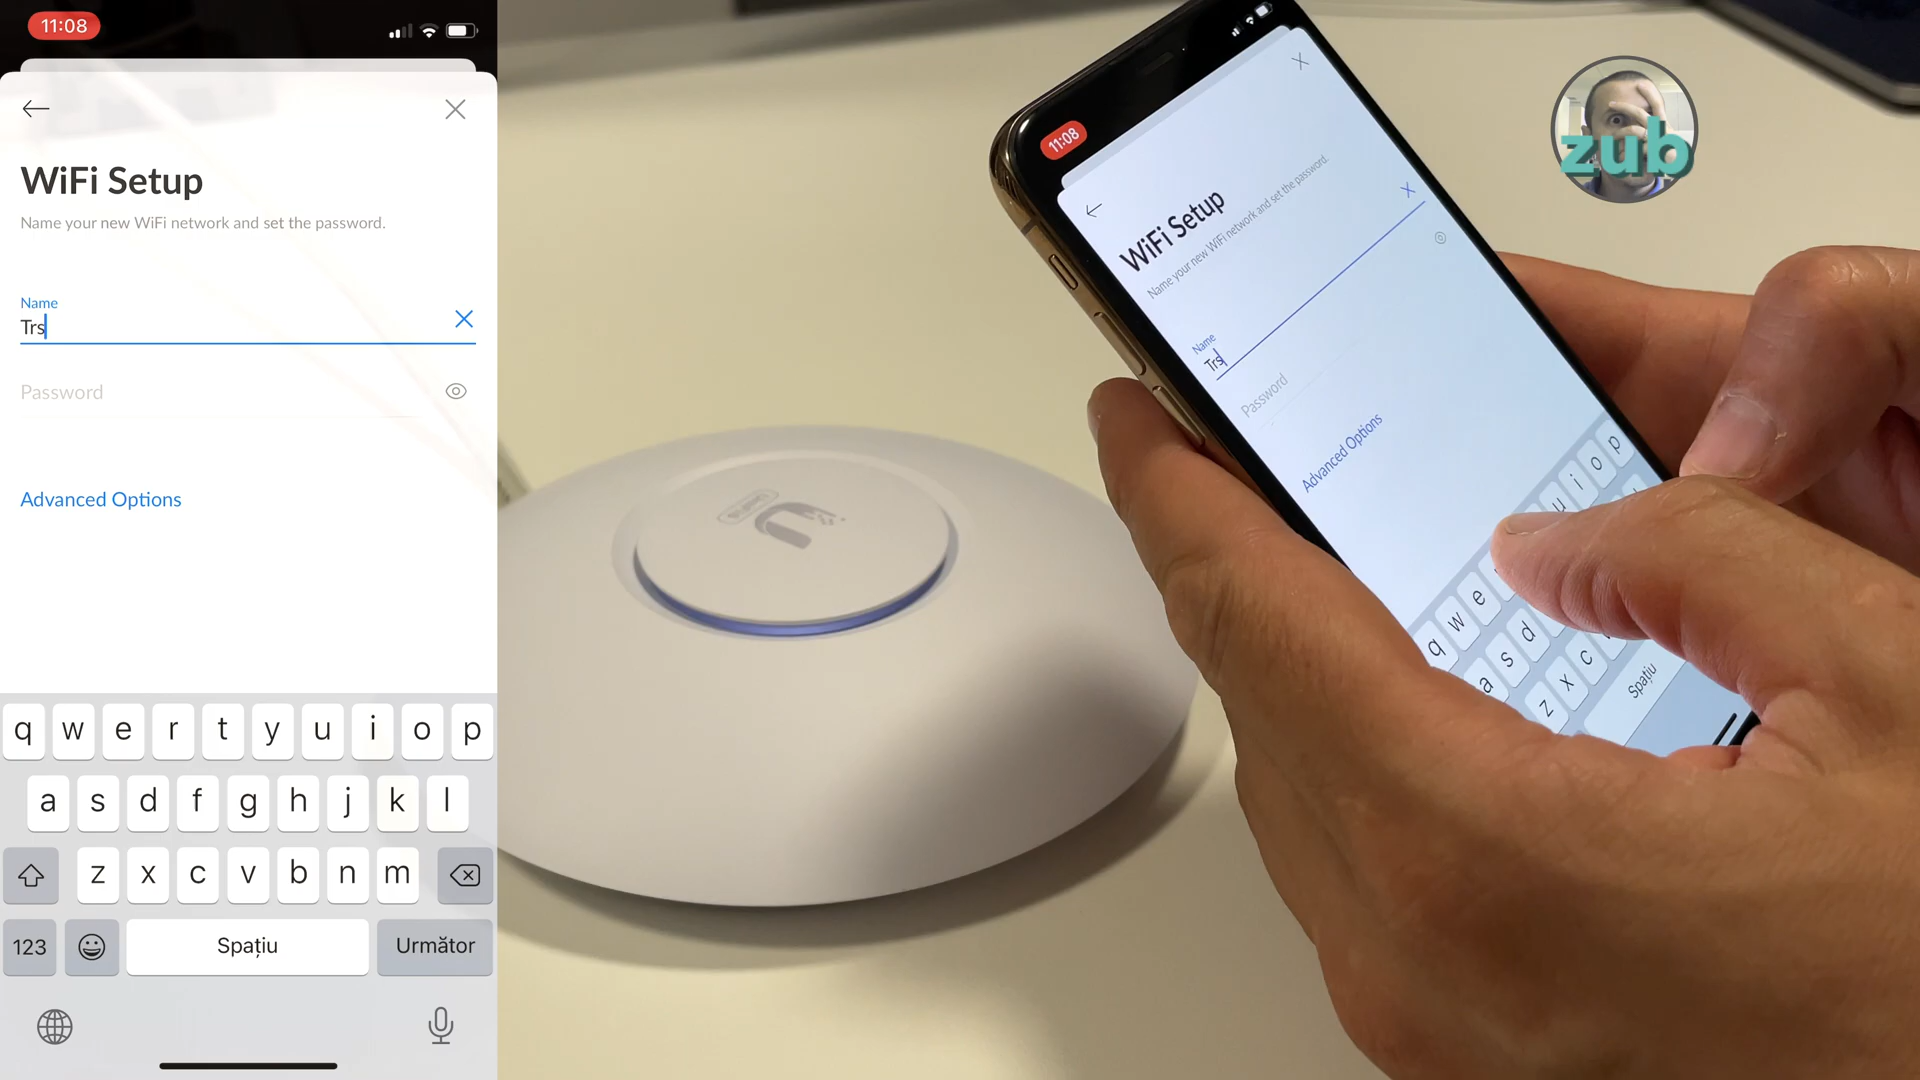 11:08
WiFi Setup
Name your new WiFi network and set the password.
Name
Trs
Password
Advanced Options
q w e r t y u i o p
a s d f g h j k l
z x c v b n m
123 Spațiu Următor
11:08
WiFi Setup
Name your new WiFi network and set the password.
Name
Trs
Password
Advanced Options
q w e u i o p
a s d
z x c
Spațiu
zub
U